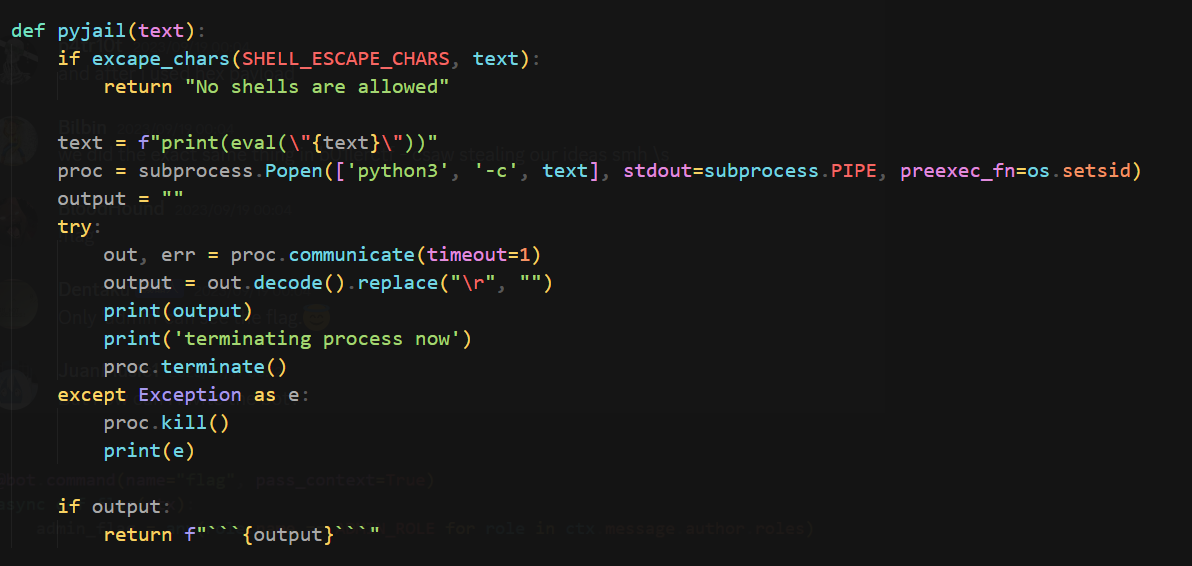 def pyjail(text):
if excape_chars(SHELL_ESCAPE_CHARS, text):
return "No shells are allowed"
text = f"print(eval(\"{text}\"))"
proc = subprocess.Popen(['python3', '-c', text], stdout=subprocess.PIPE, preexec_fn=os.setsid)
output = ""
try:
out, err = proc.communicate(timeout=1)
output = out.decode().replace("\r", "")
print(output)
print('terminating process now')
proc.terminate()
except Exception as e:
proc.kill()
print(e)
if output:
return f"```{output}```"